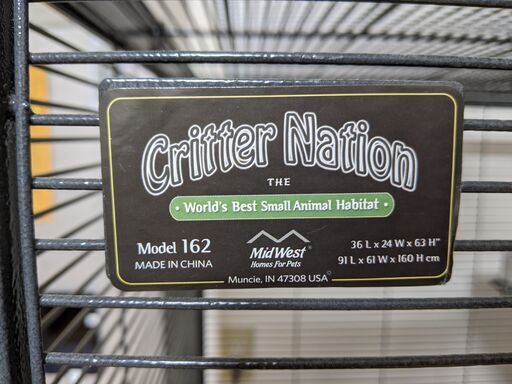 Critter Nation
THE
• World's Best Small Animal Habitat •
Model 162
MADE IN CHINA
MidWest®
Homes For Pets
36 L x 24 W x 63 H"
91 L x 61 W x 160 H cm
Muncie, IN 47308 USA